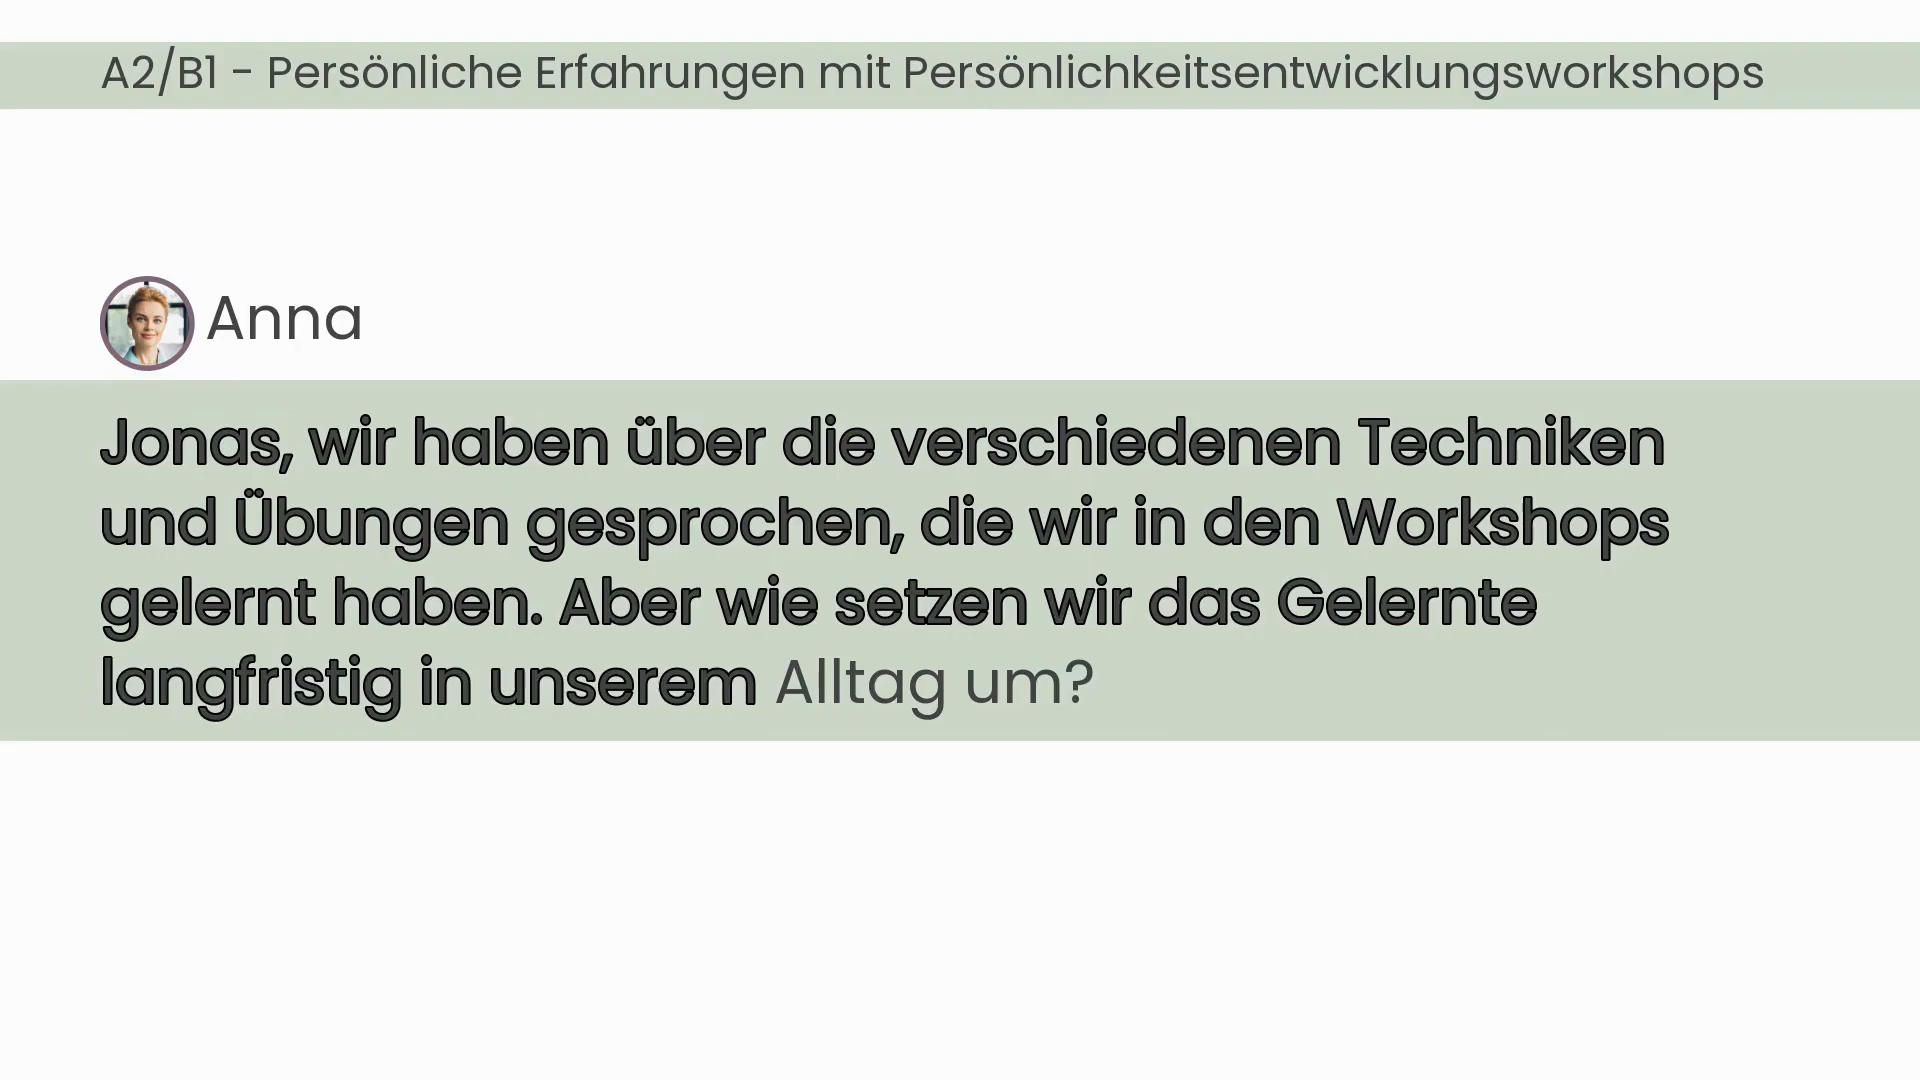 A2/B1 - Persönliche Erfahrungen mit Persönlichkeitsentwicklungsworkshops
Anna
Jonas, wir haben über die verschiedenen Techniken
und Übungen gesprochen, die wir in den Workshops
gelernt haben. Aber wie setzen wir das Gelernte
langfristig in unserem Alltag um?